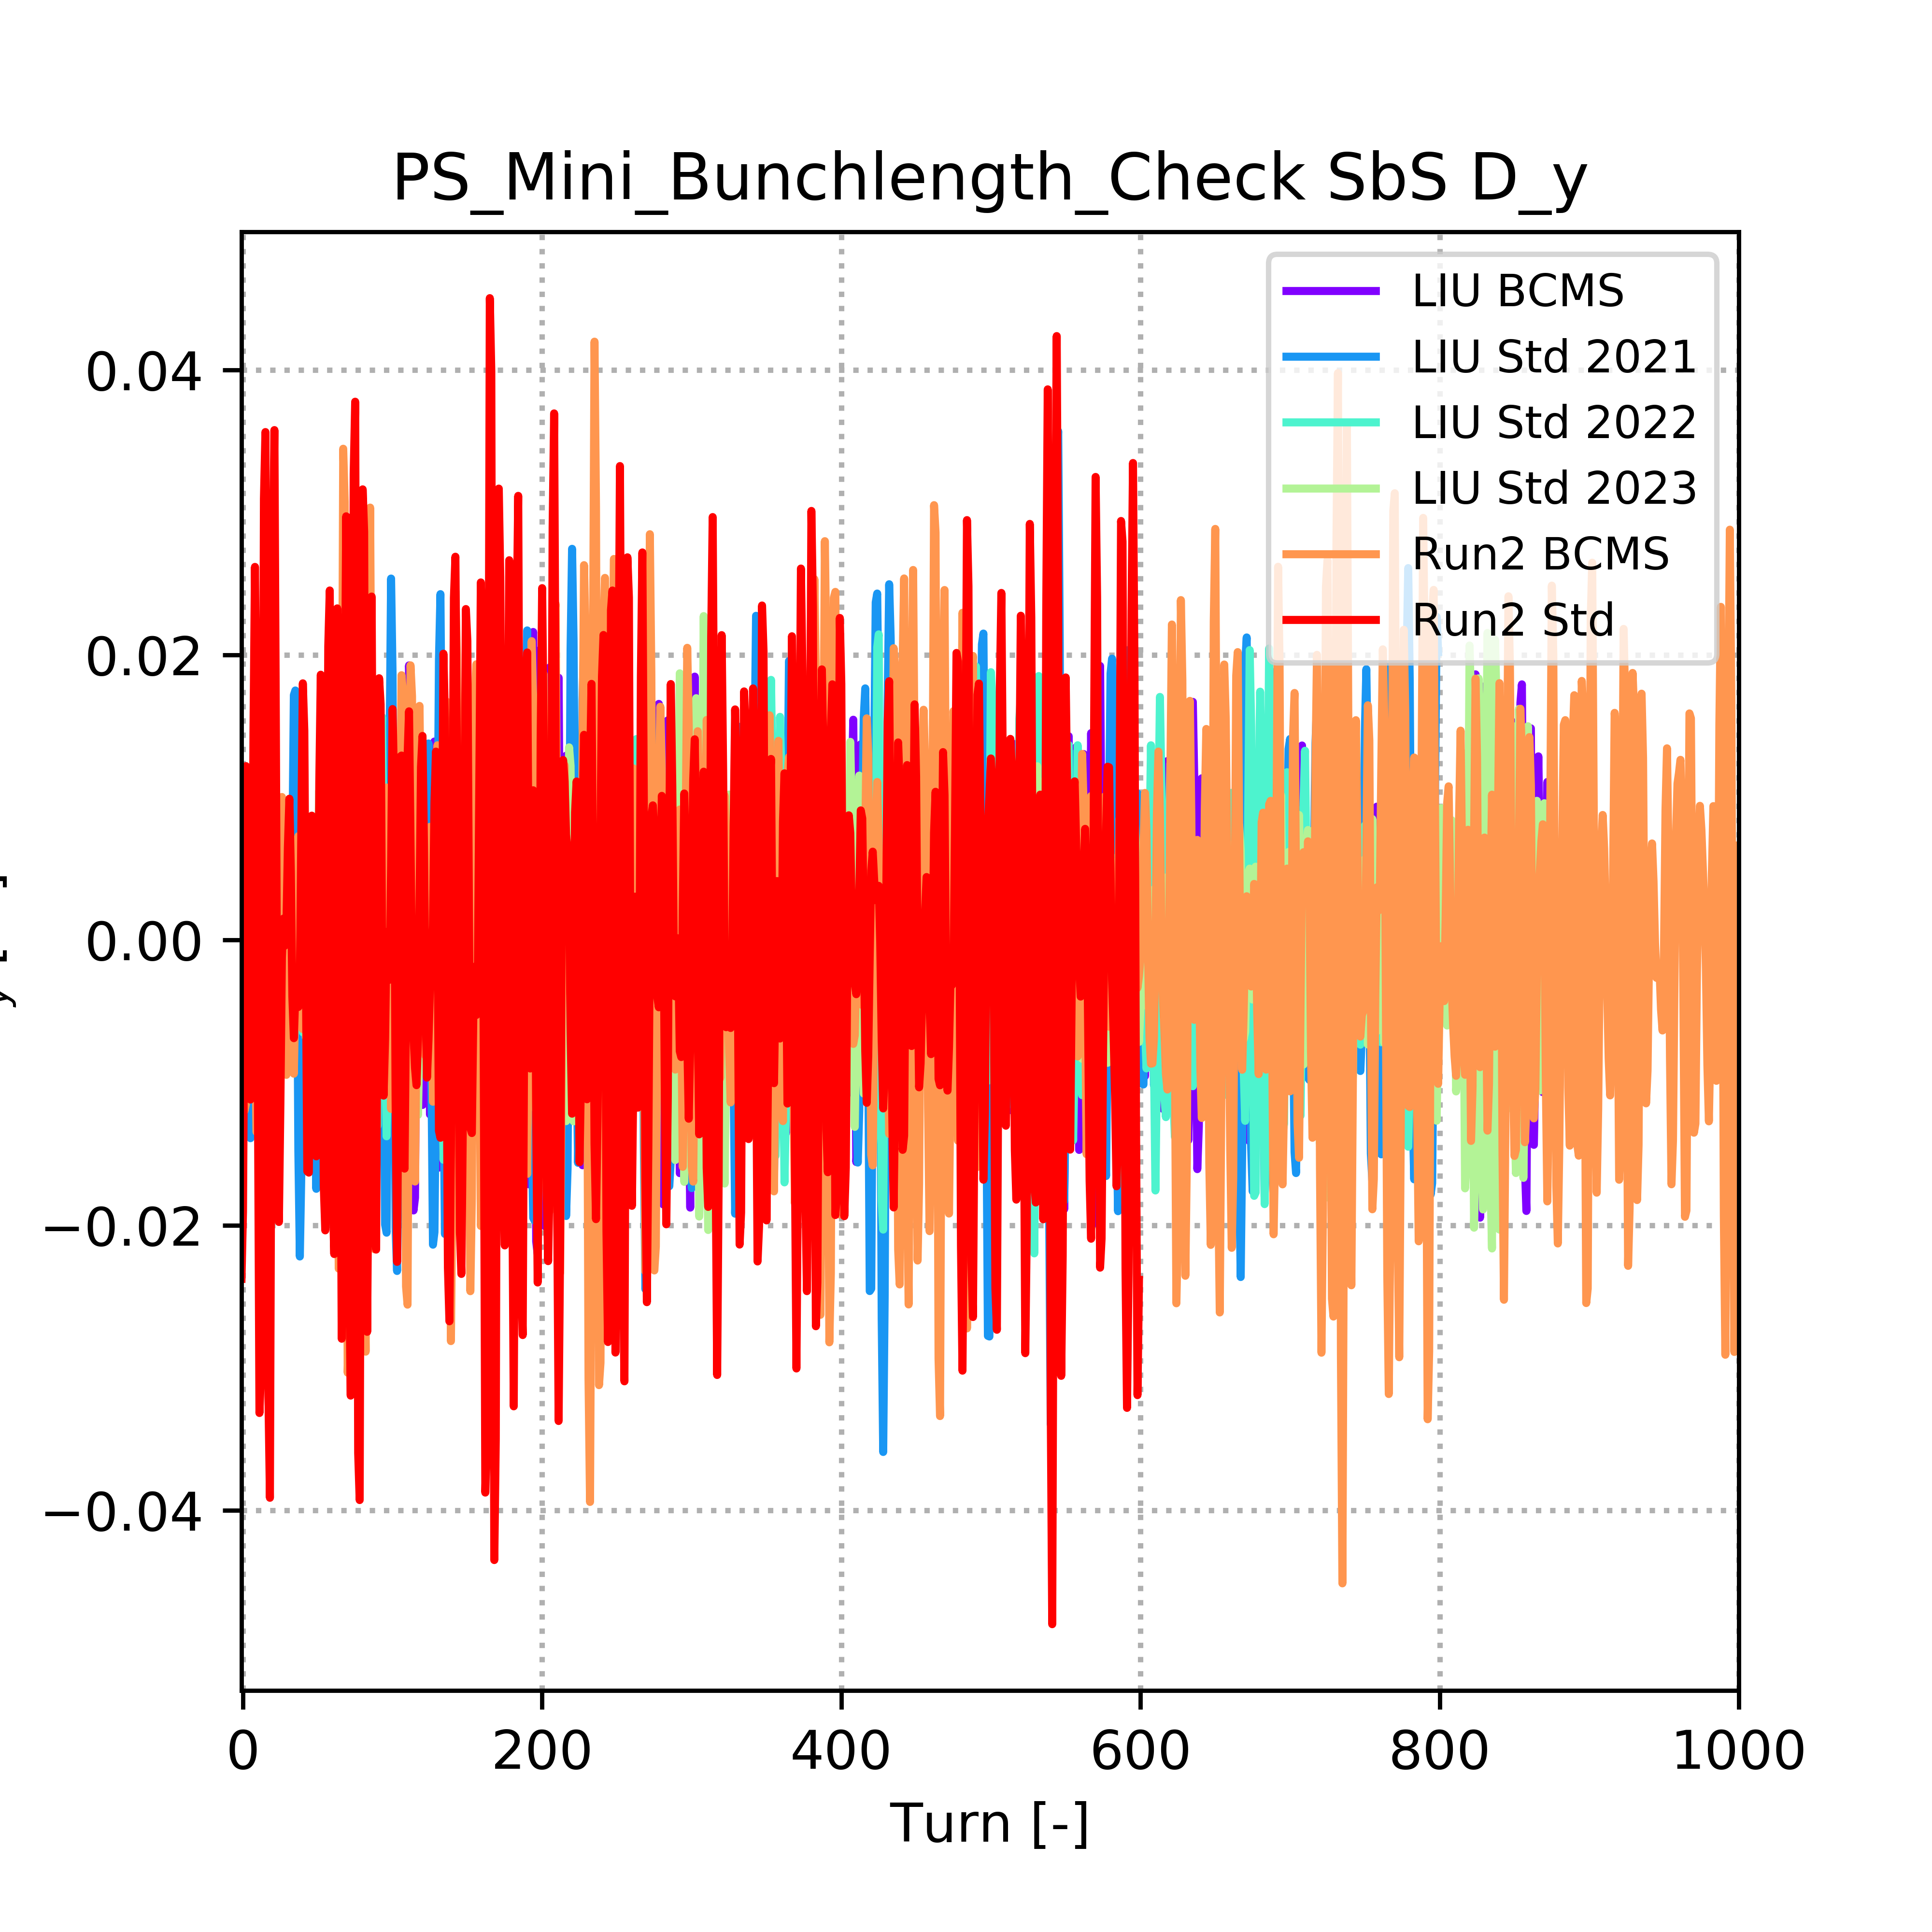 PS_Mini_Bunchlength_Check SbS D_y
LIU BCMS
LIU Std 2021
LIU Std 2022
LIU Std 2023
Run2 BCMS
Run2 Std
0.04
0.02
0.00
−0.02
−0.04
0
200
400
600
800
1000
Turn [-]